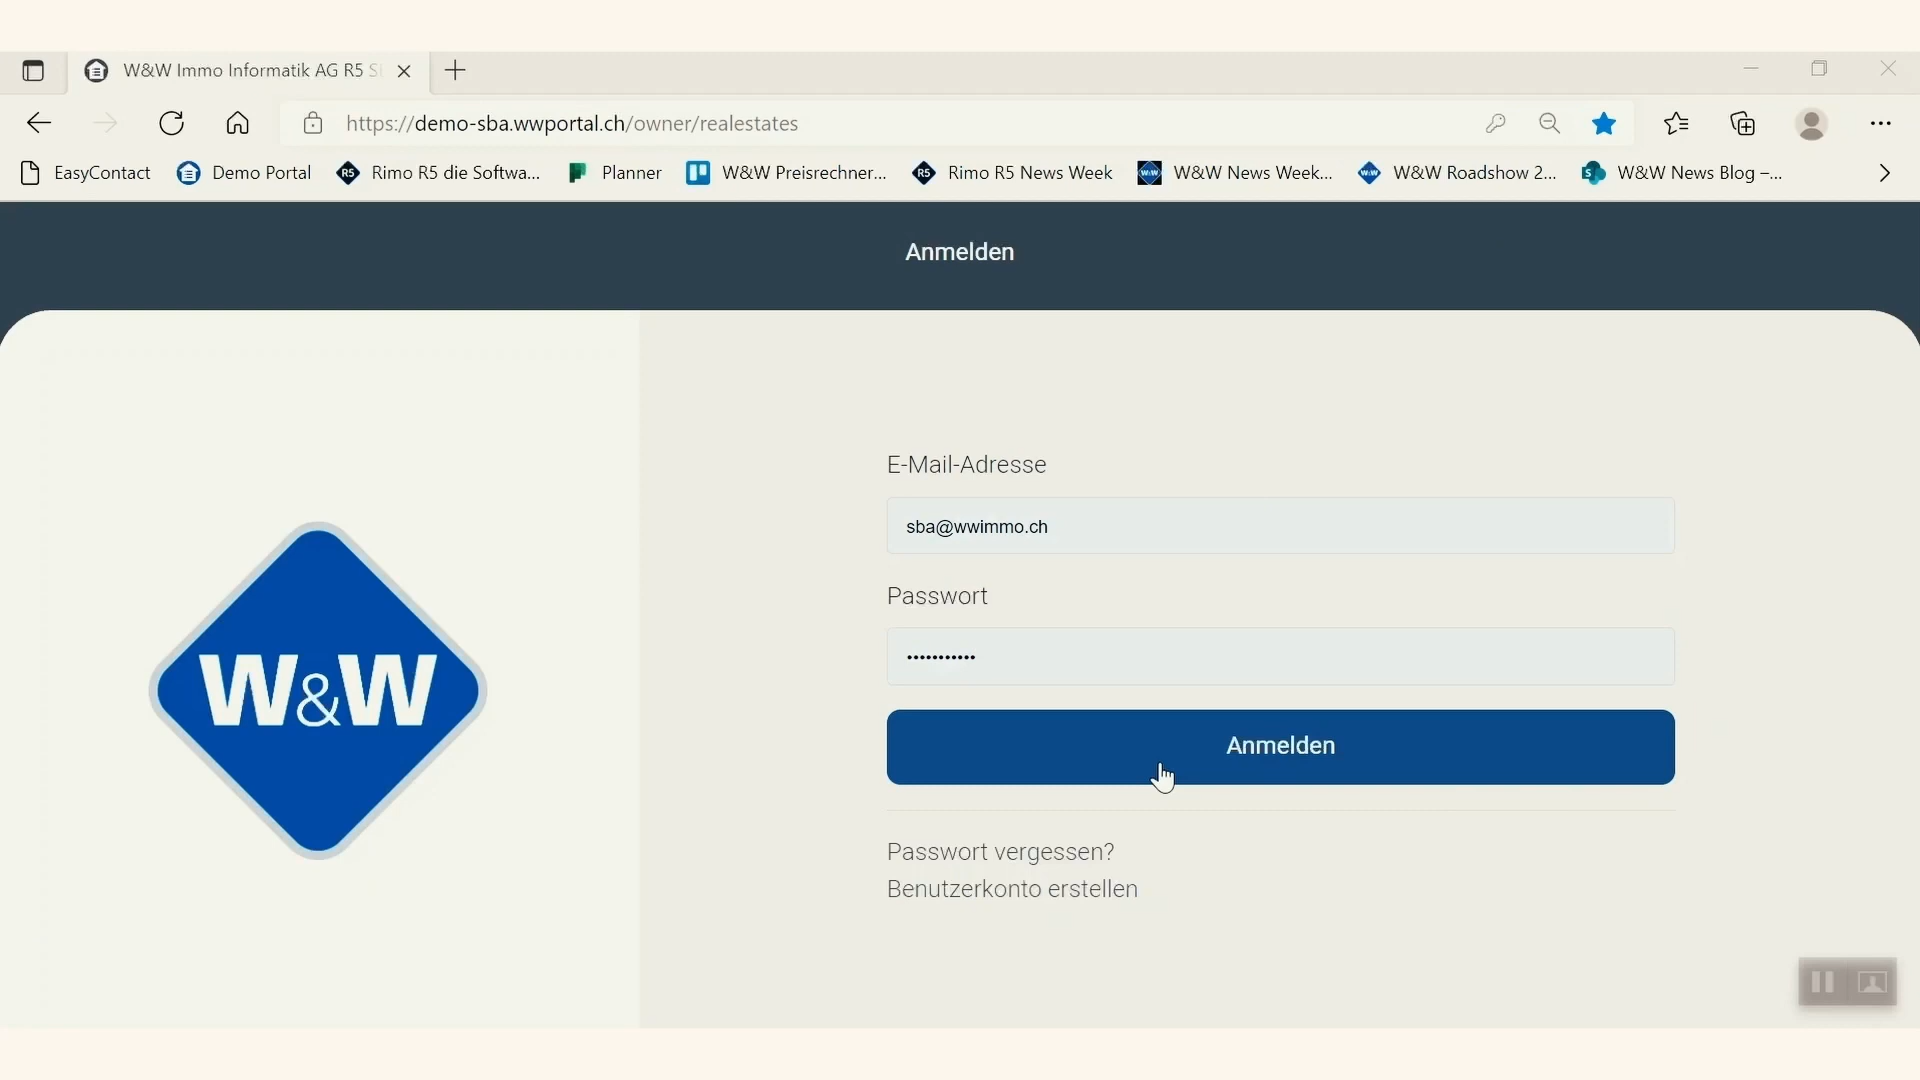 W&W Immo Informatik AG R5 S
https://demo-sba.wwportal.ch/owner/realestates
EasyContact
Demo Portal
R5
Rimo R5 die Softwa...
Planner
W&W Preisrechner...
R5
Rimo R5 News Week
W&W
W&W News Week...
W&W
W&W Roadshow 2...
S
W&W News Blog –...
Anmelden
W&W
E-Mail-Adresse
sba@wwimmo.ch
Passwort
•••••••••••
Anmelden
Passwort vergessen?
Benutzerkonto erstellen